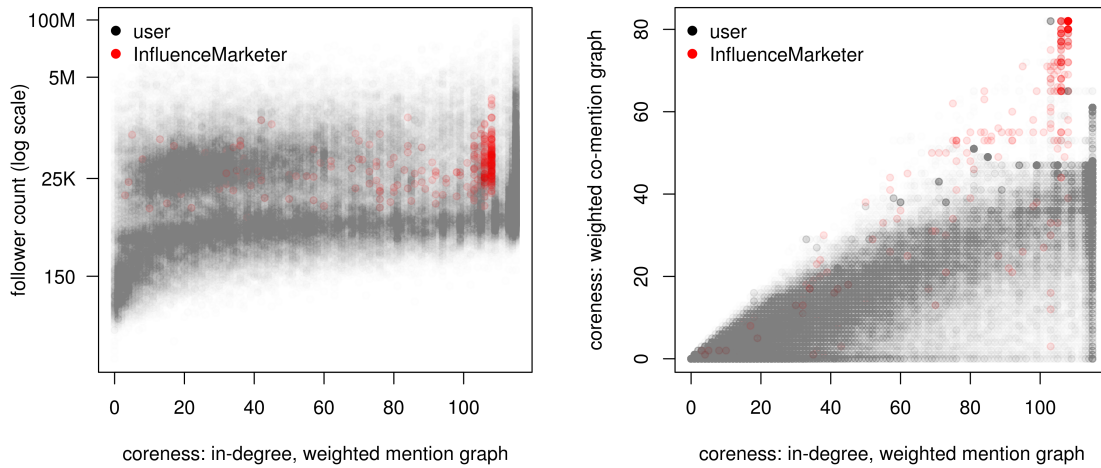 follower count (log scale)
100M
5M
25K
150
user
InfluenceMarketer
0 20 40 60 80 100
coreness: in-degree, weighted mention graph
coreness: weighted co-mention graph
80
60
40
20
0
user
InfluenceMarketer
0 20 40 60 80 100
coreness: in-degree, weighted mention graph